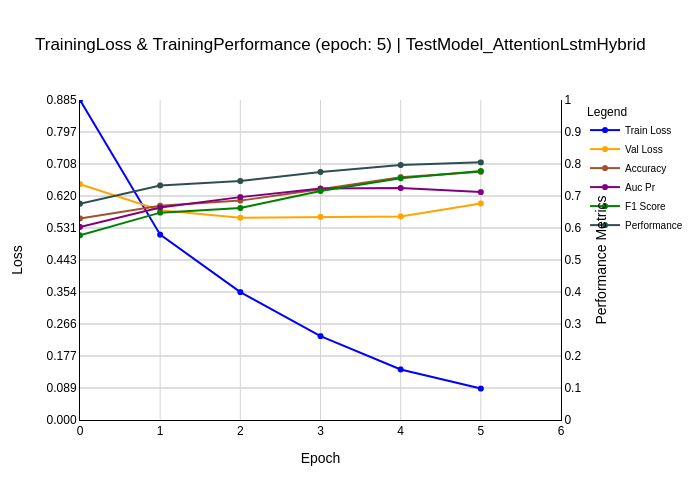 TrainingLoss & TrainingPerformance (epoch: 5) | TestModel_AttentionLstmHybrid
0.885
0.797
0.708
0.620
0.531
0.443
0.354
0.266
0.177
0.089
0.000
Loss
0 1 2 3 4 5 6
Epoch
1
0.9
0.8
0.7
0.6
0.5
0.4
0.3
0.2
0.1
0
Performance Metrics
Legend
Train Loss
Val Loss
Accuracy
Auc Pr
F1 Score
Performance